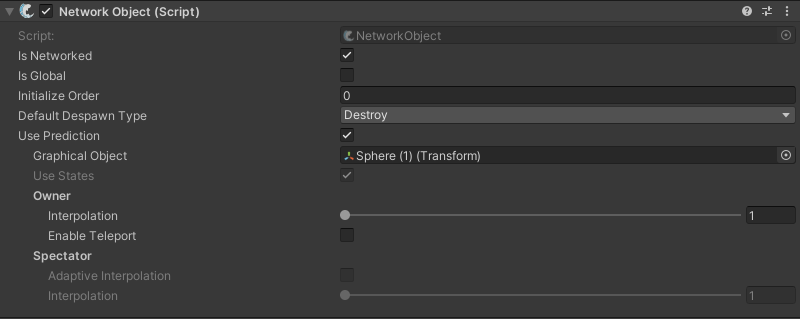 Network Object (Script)
Script: NetworkObject
Is Networked
Is Global
Initialize Order 0
Default Despawn Type Destroy
Use Prediction
Graphical Object Sphere (1) (Transform)
Use States
Owner
Interpolation 1
Enable Teleport
Spectator
Adaptive Interpolation
Interpolation 1